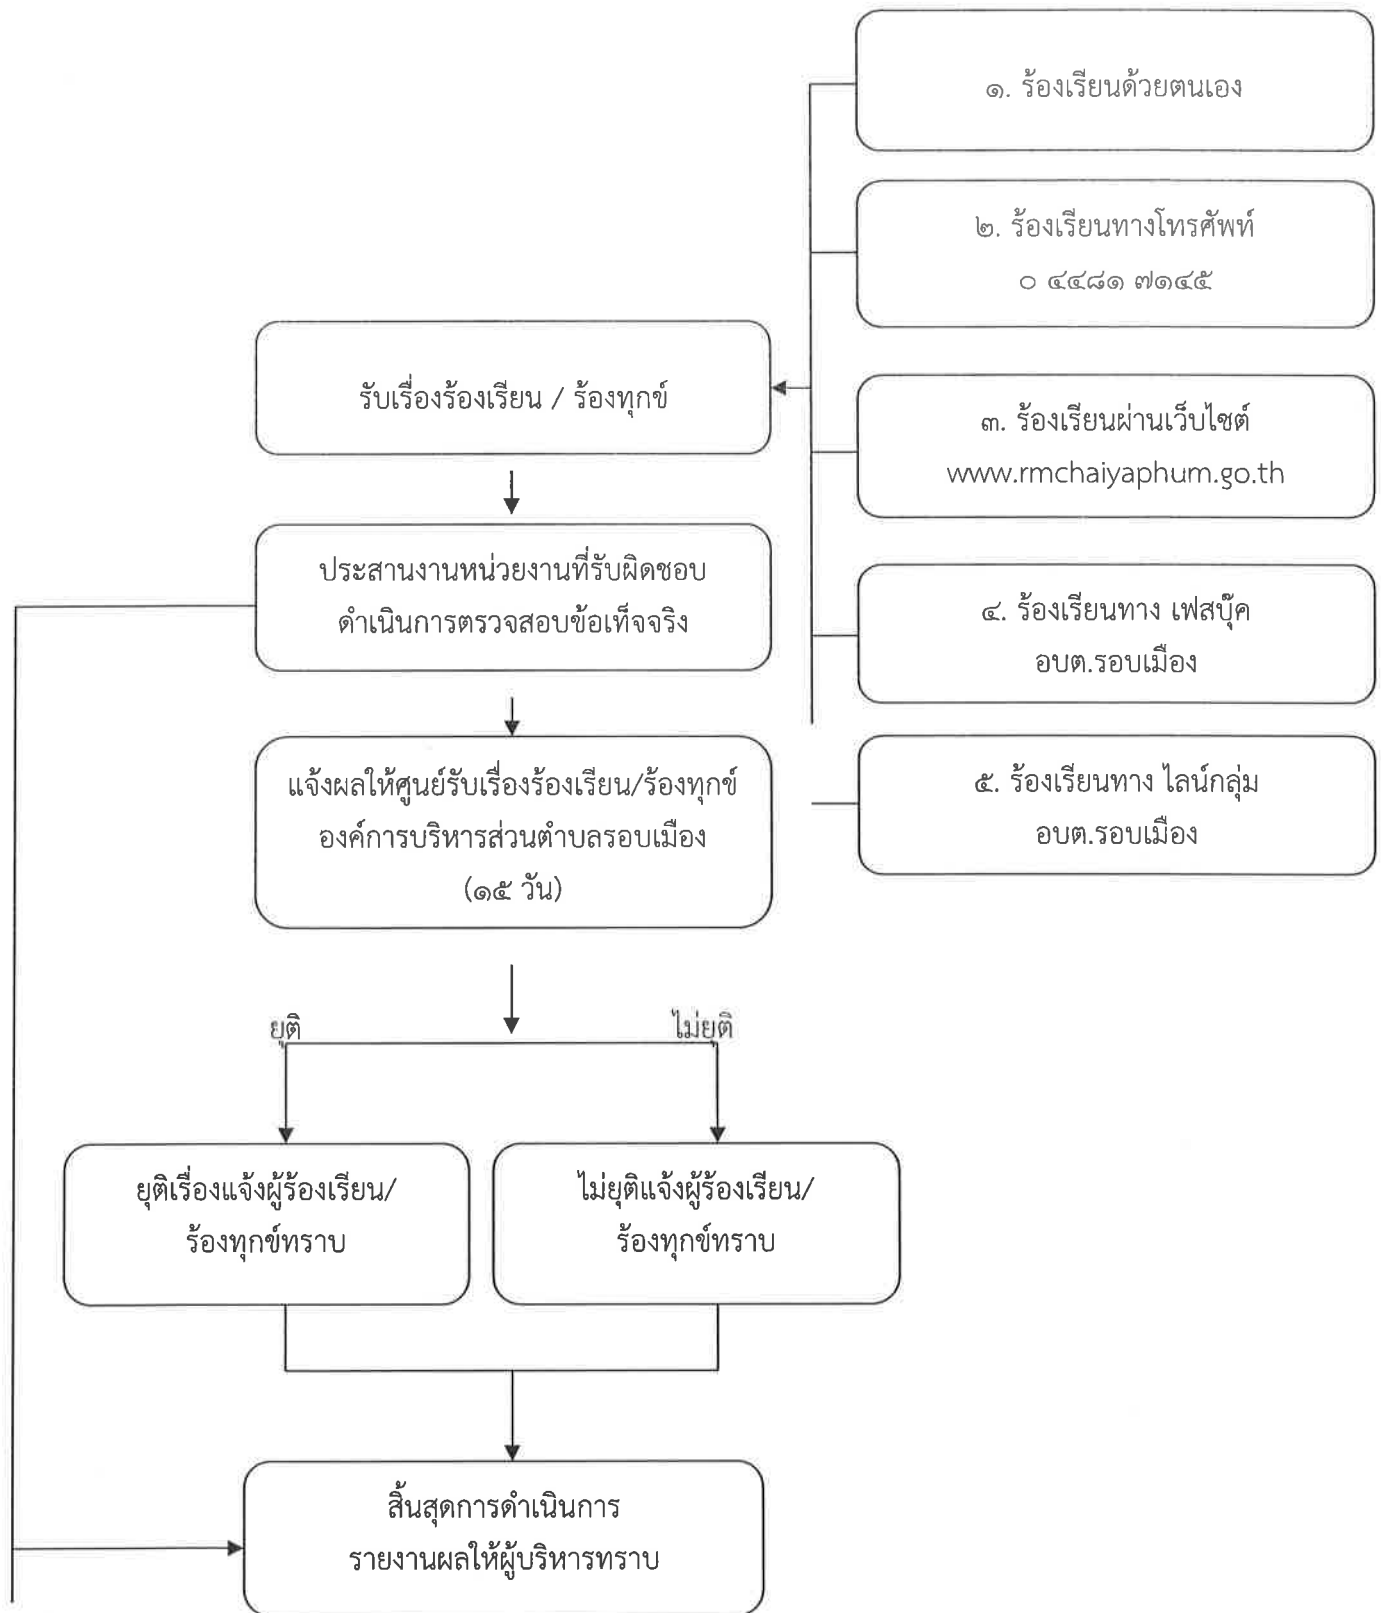 ๑. ร้องเรียนด้วยตนเอง
๒. ร้องเรียนทางโทรศัพท์
๐ ๔๔๘๑ ๗๑๔๕
รับเรื่องร้องเรียน / ร้องทุกข์
๓. ร้องเรียนผ่านเว็บไซต์
www.rmchaiyaphum.go.th
ประสานงานหน่วยงานที่รับผิดชอบ
ดำเนินการตรวจสอบข้อเท็จจริง
๔. ร้องเรียนทาง เฟสบุ๊ค
อบต.รอบเมือง
แจ้งผลให้ศูนย์รับเรื่องร้องเรียน/ร้องทุกข์
องค์การบริหารส่วนตำบลรอบเมือง
(๑๕ วัน)
๕. ร้องเรียนทาง ไลน์กลุ่ม
อบต.รอบเมือง
ยุติ
ไม่ยุติ
ยุติเรื่องแจ้งผู้ร้องเรียน/
ร้องทุกข์ทราบ
ไม่ยุติแจ้งผู้ร้องเรียน/
ร้องทุกข์ทราบ
สิ้นสุดการดำเนินการ
รายงานผลให้ผู้บริหารทราบ